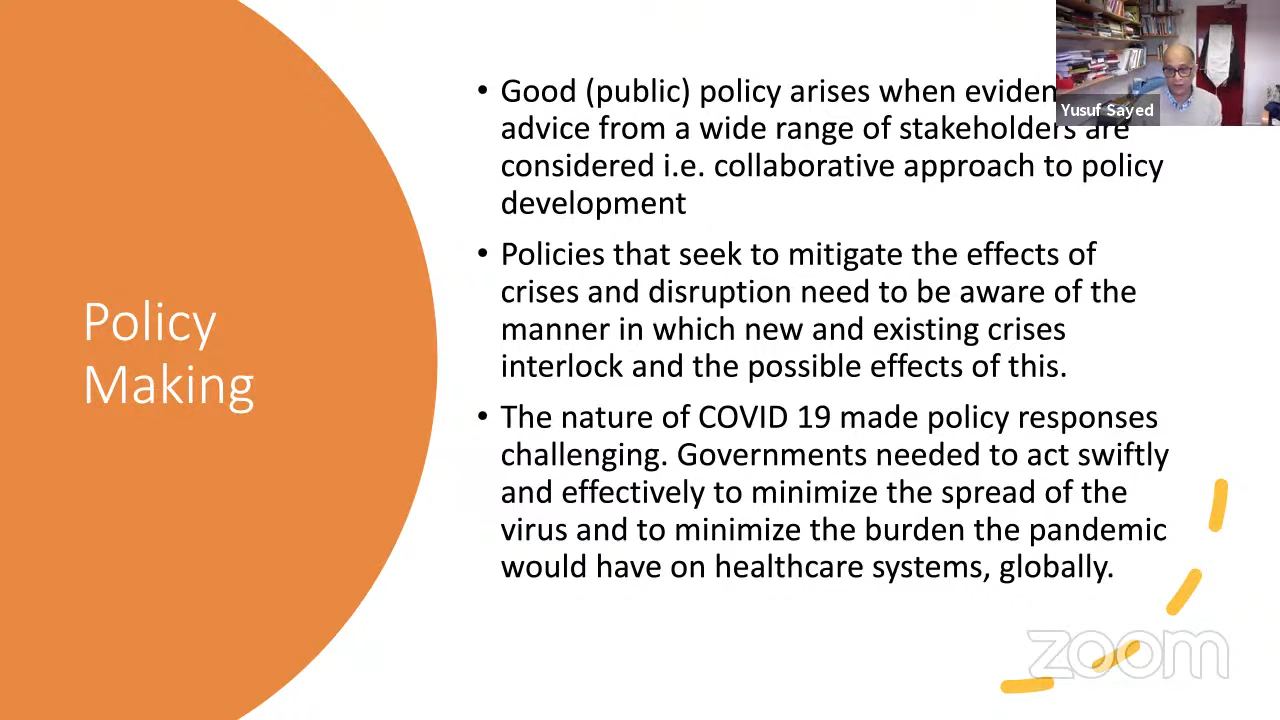 Policy
Making
• Good (public) policy arises when
advice from a wide range of stakeholders are
considered i.e. collaborative approach to policy
development
• Policies that seek to mitigate the effects of
crises and disruption need to be aware of the
manner in which new and existing crises
interlock and the possible effects of this.
• The nature of COVID 19 made policy responses
challenging. Governments needed to act swiftly
and effectively to minimize the spread of the
virus and to minimize the burden the pandemic
would have on healthcare systems, globally.
Yusuf Sayed
zoom